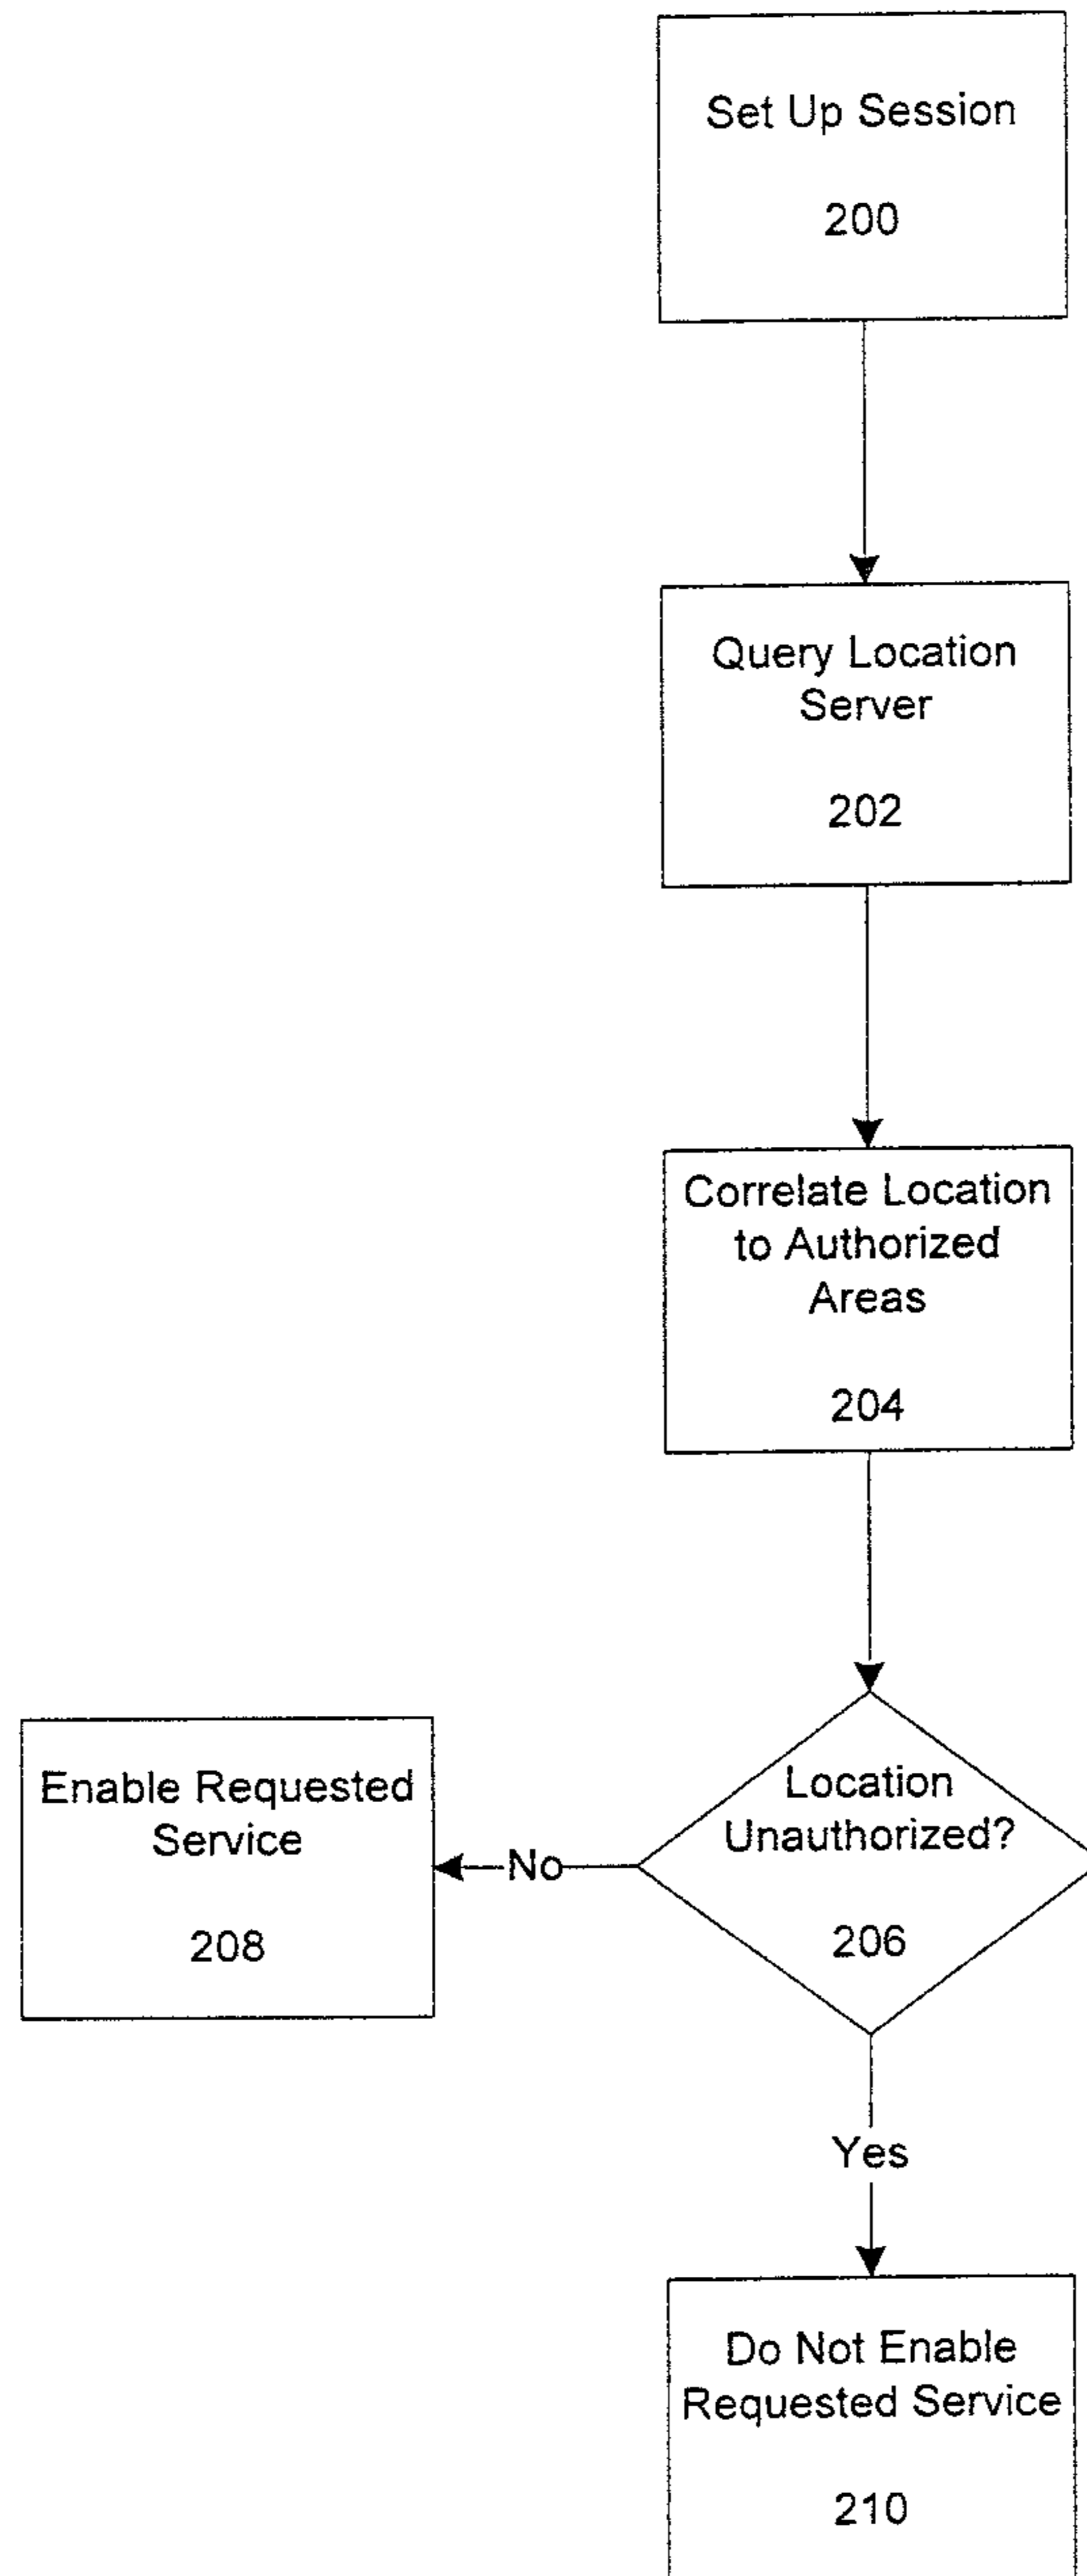 Set Up Session
200
Query Location
Server
202
Correlate Location
to Authorized
Areas
204
Location
Unauthorized?
206
No
Enable Requested
Service
208
Yes
Do Not Enable
Requested Service
210